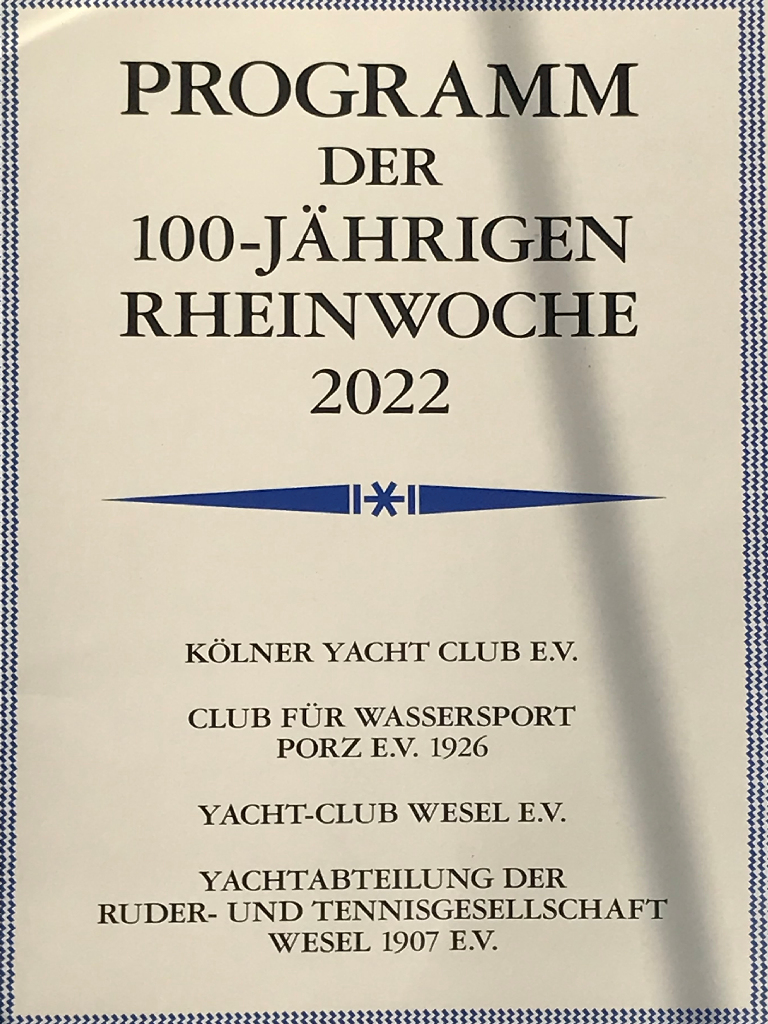 PROGRAMM
DER
100-JÄHRIGEN
RHEINWOCHE
2022
KÖLNER YACHT CLUB E.V.
CLUB FÜR WASSERSPORT
PORZ E.V. 1926
YACHT-CLUB WESEL E.V.
YACHTABTEILUNG DER
RUDER- UND TENNISGESELLSCHAFT
WESEL 1907 E.V.